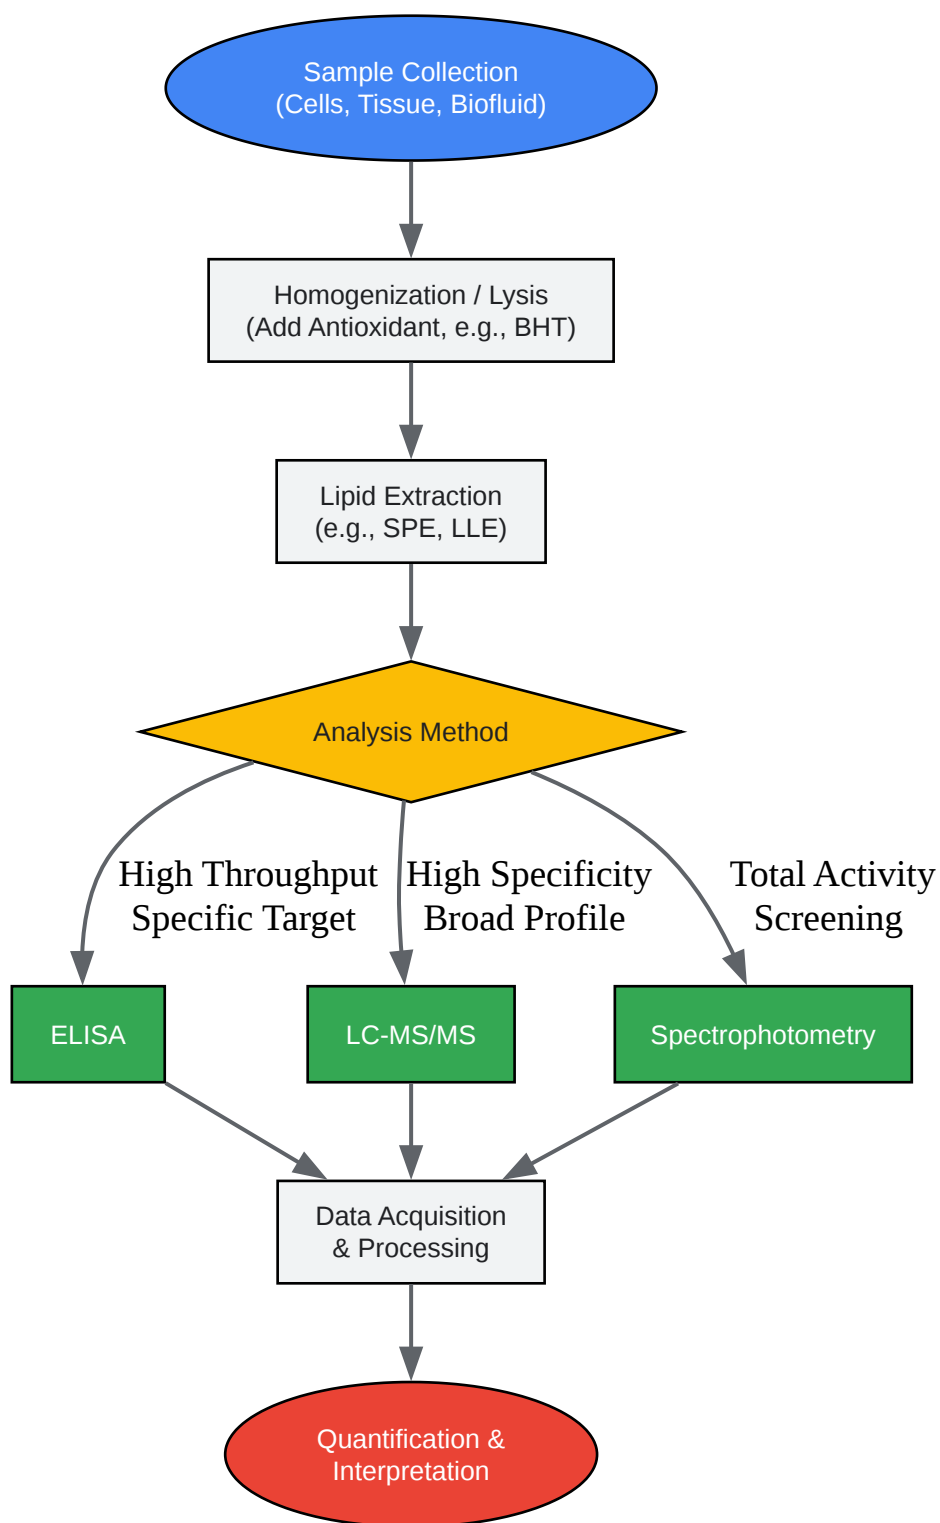 Sample Collection
(Cells, Tissue, Biofluid)
Homogenization / Lysis
(Add Antioxidant, e.g., BHT)
Lipid Extraction
(e.g., SPE, LLE)
Analysis Method
High Throughput
Specific Target
High Specificity
Broad Profile
Total Activity
Screening
ELISA
LC-MS/MS
Spectrophotometry
Data Acquisition
& Processing
Quantification &
Interpretation